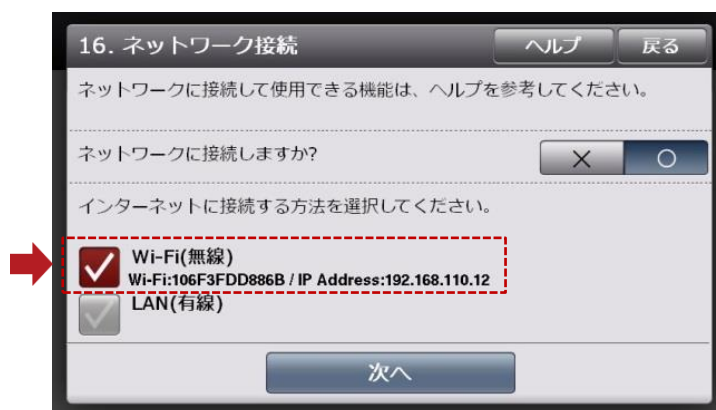 16. ネットワーク接続
ヘルプ
戻る
ネットワークに接続して使用できる機能は、ヘルプを参考してください。
ネットワークに接続しますか?
インターネットに接続する方法を選択してください。
Wi-Fi(無線)
Wi-Fi:106F3FDD886B / IP Address:192.168.110.12
LAN(有線)
次へ